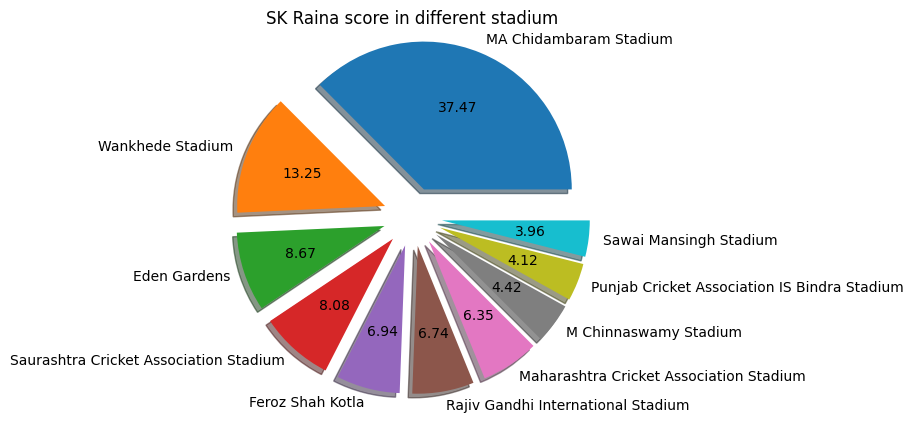 SK Raina score in different stadium
MA Chidambaram Stadium
37.47
Wankhede Stadium
13.25
Eden Gardens
8.67
Saurashtra Cricket Association Stadium
8.08
Feroz Shah Kotla
6.94
Rajiv Gandhi International Stadium
6.74
Maharashtra Cricket Association Stadium
6.35
M Chinnaswamy Stadium
4.42
Punjab Cricket Association IS Bindra Stadium
4.12
Sawai Mansingh Stadium
3.96